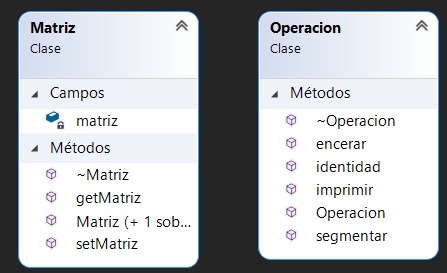 Matriz
Clase
Campos
matriz
Métodos
~Matriz
getMatriz
Matriz (+ 1 sob...
setMatriz
Operacion
Clase
Métodos
~Operacion
encerar
identidad
imprimir
Operacion
segmentar